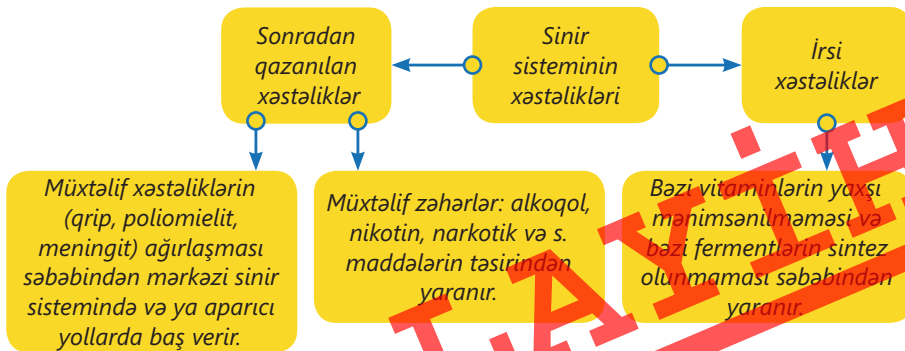 Sonradan
qazanılan
xəstəliklər
Sinir
sisteminin
xəstəlikləri
İrsi
xəstəliklər
Müxtəlif xəstəliklərin
(qrip, poliomielit,
meningit) ağırlaşması
səbəbindən mərkəzi sinir
sistemində və ya aparıcı
yollarda baş verir.
Müxtəlif zəhərlər: alkoqol,
nikotin, narkotik və s.
maddələrin təsirindən
yaranır.
Bəzi vitaminlərin yaxşı
mənimsənilməməsi və
bəzi fermentlərin sintez
olunmaması səbəbindən
yaranır.
LAYİH